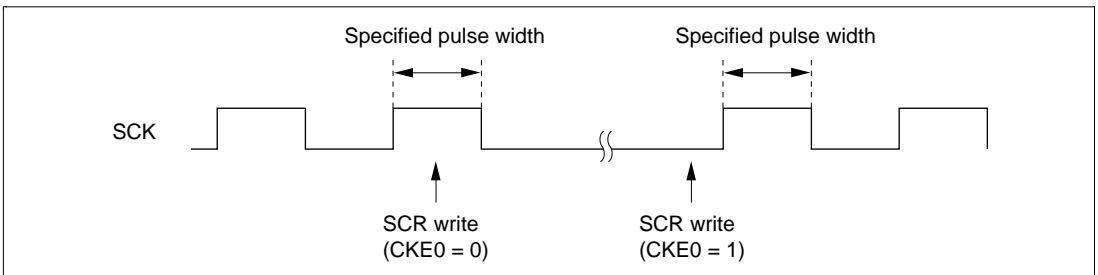 Specified pulse width
Specified pulse width
SCK
SCR write
(CKE0 = 0)
SCR write
(CKE0 = 1)